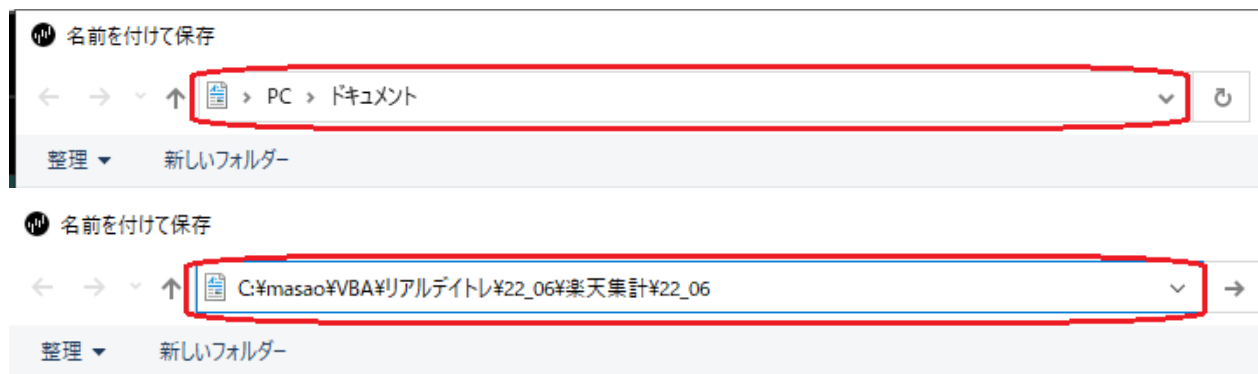 名前を付けて保存
PC › ドキュメント
整理 新しいフォルダー
名前を付けて保存
C:¥masao¥VBA¥リアルデイトレ¥22_06¥楽天集計¥22_06
整理 新しいフォルダー